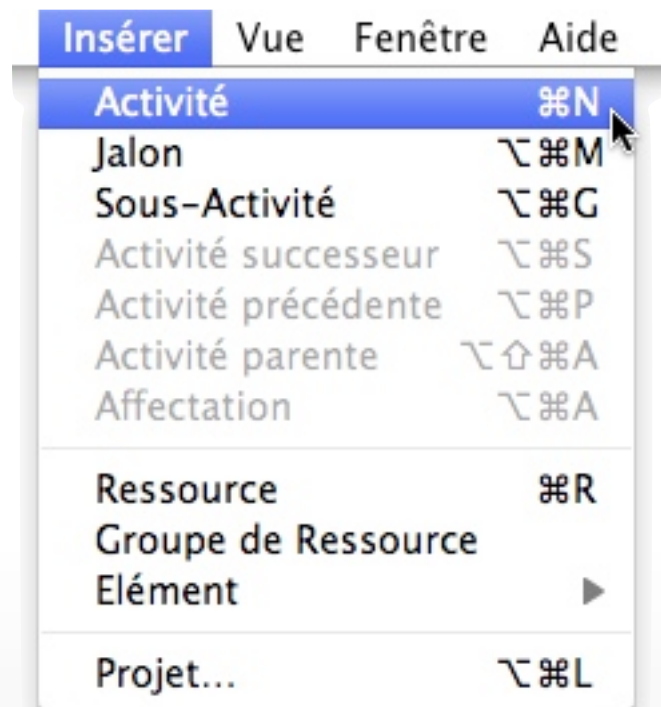 Insérer Vue Fenêtre Aide
Activité ⌘N
Jalon ⌥⌘M
Sous-Activité ⌥⌘G
Activité successeur ⌥⌘S
Activité précédente ⌥⌘P
Activité parente ⌥⇧⌘A
Affectation ⌥⌘A
Ressource ⌘R
Groupe de Ressource
Elément ▶
Projet... ⌥⌘L